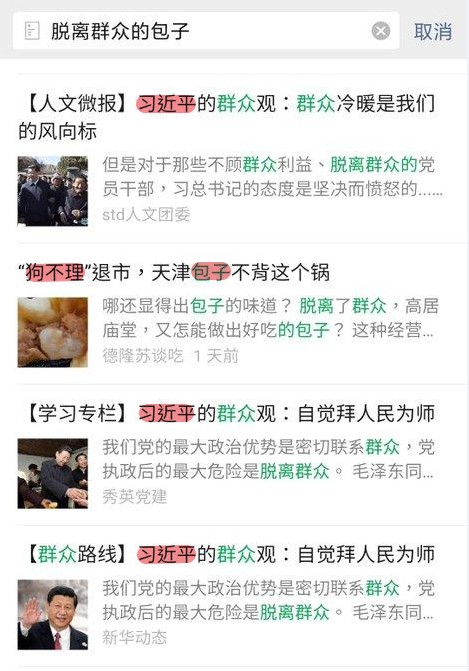 脱离群众的包子
取消
【人文微报】习近平的群众观：群众冷暖是我们
的风向标
但是对于那些不顾群众利益、脱离群众的党
员干部，习总书记的态度是坚决而愤怒的...…
std人文团委
“狗不理”退市，天津包子不背这个锅
哪还显得出包子的味道？ 脱离了群众，高居
庙堂，又怎能做出好吃的包子？ 这种经营...
德隆苏谈吃 1 天前
【学习专栏】习近平的群众观：自觉拜人民为师
我们党的最大政治优势是密切联系群众，党
执政后的最大危险是脱离群众。 毛泽东同...
秀英党建
【群众路线】习近平的群众观：自觉拜人民为师
我们党的最大政治优势是密切联系群众，党
执政后的最大危险是脱离群众。 毛泽东同...
新华动态